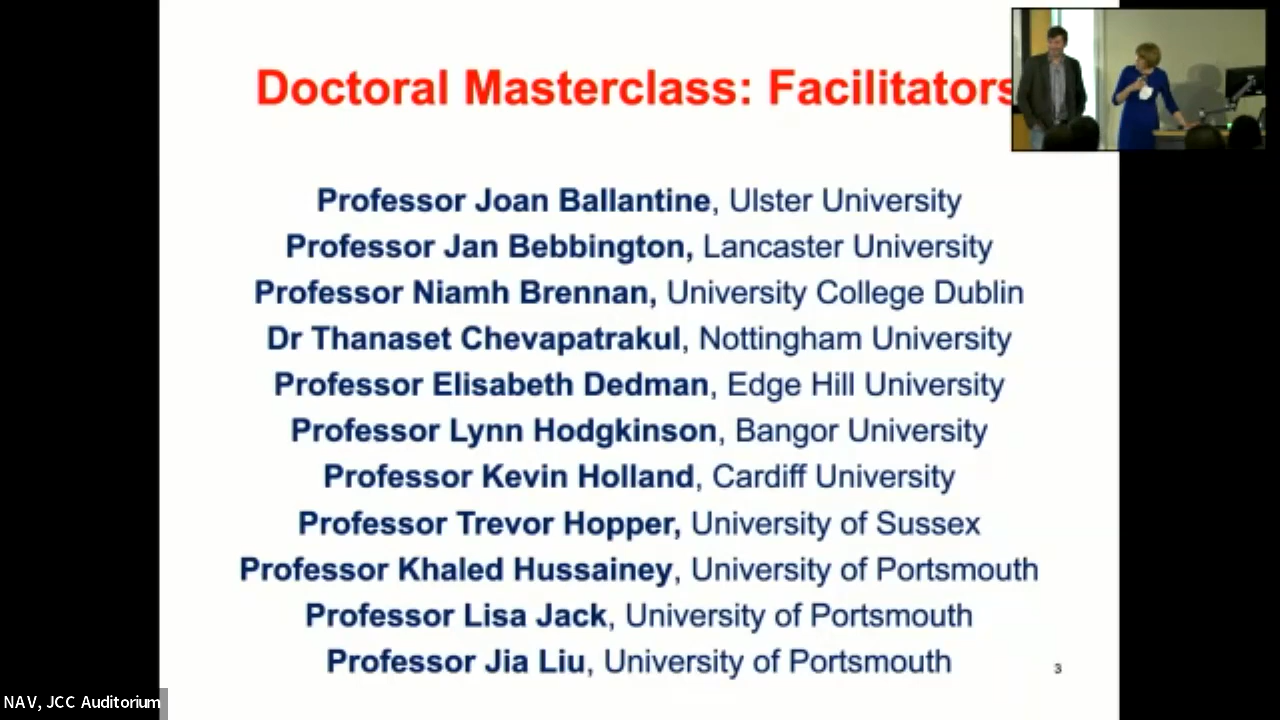 Doctoral Masterclass: Facilitators
Professor Joan Ballantine, Ulster University
Professor Jan Bebbington, Lancaster University
Professor Niamh Brennan, University College Dublin
Dr Thanaset Chevapatrakul, Nottingham University
Professor Elisabeth Dedman, Edge Hill University
Professor Lynn Hodgkinson, Bangor University
Professor Kevin Holland, Cardiff University
Professor Trevor Hopper, University of Sussex
Professor Khaled Hussainey, University of Portsmouth
Professor Lisa Jack, University of Portsmouth
Professor Jia Liu, University of Portsmouth
3
NAV, JCC Auditorium